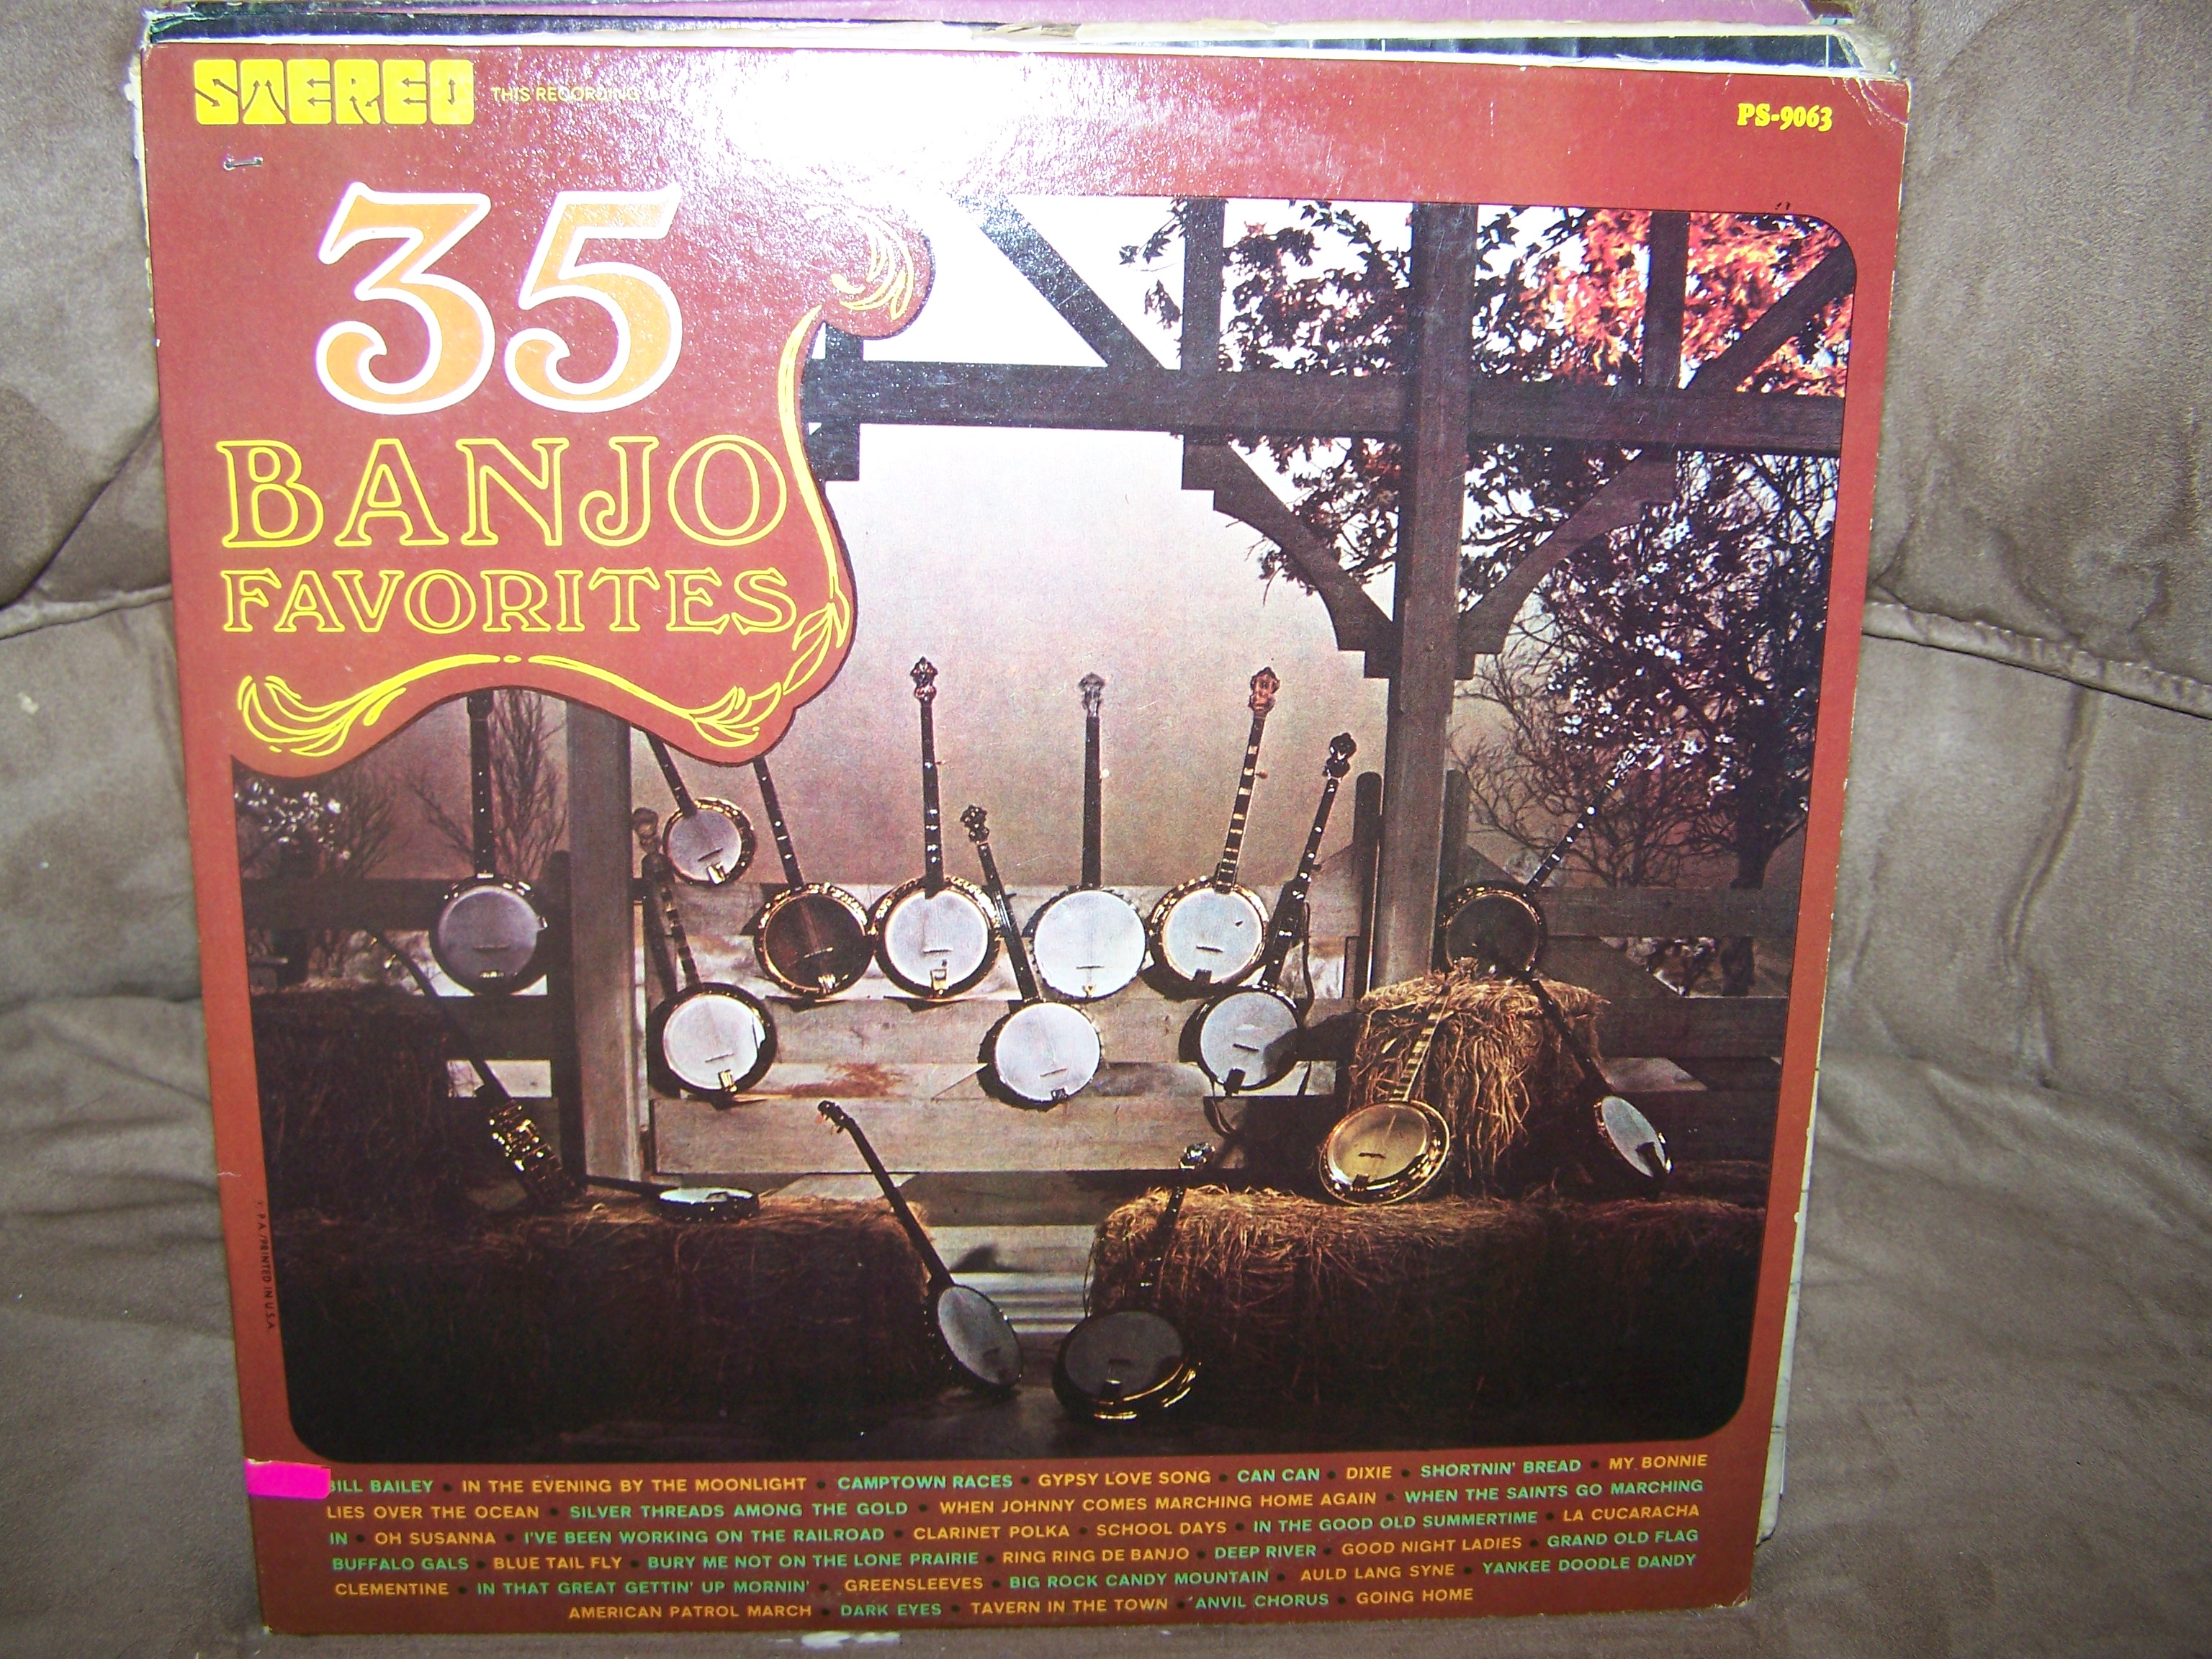 STEREO THIS RECORDING
PS-9063
35
BANJO
FAVORITES
P.A./PRINTED IN U.S.A.
BILL BAILEY • IN THE EVENING BY THE MOONLIGHT • CAMPTOWN RACES • GYPSY LOVE SONG • CAN CAN • DIXIE • SHORTNIN' BREAD • MY BONNIE
LIES OVER THE OCEAN • SILVER THREADS AMONG THE GOLD • WHEN JOHNNY COMES MARCHING HOME AGAIN • WHEN THE SAINTS GO MARCHING
IN • OH SUSANNA • I'VE BEEN WORKING ON THE RAILROAD • CLARINET POLKA • SCHOOL DAYS • IN THE GOOD OLD SUMMERTIME • LA CUCARACHA
BUFFALO GALS • BLUE TAIL FLY • BURY ME NOT ON THE LONE PRAIRIE • RING RING DE BANJO • DEEP RIVER • GOOD NIGHT LADIES • GRAND OLD FLAG
CLEMENTINE • IN THAT GREAT GETTIN' UP MORNIN' • GREENSLEEVES • BIG ROCK CANDY MOUNTAIN • AULD LANG SYNE • YANKEE DOODLE DANDY
AMERICAN PATROL MARCH • DARK EYES • TAVERN IN THE TOWN • ANVIL CHORUS • GOING HOME